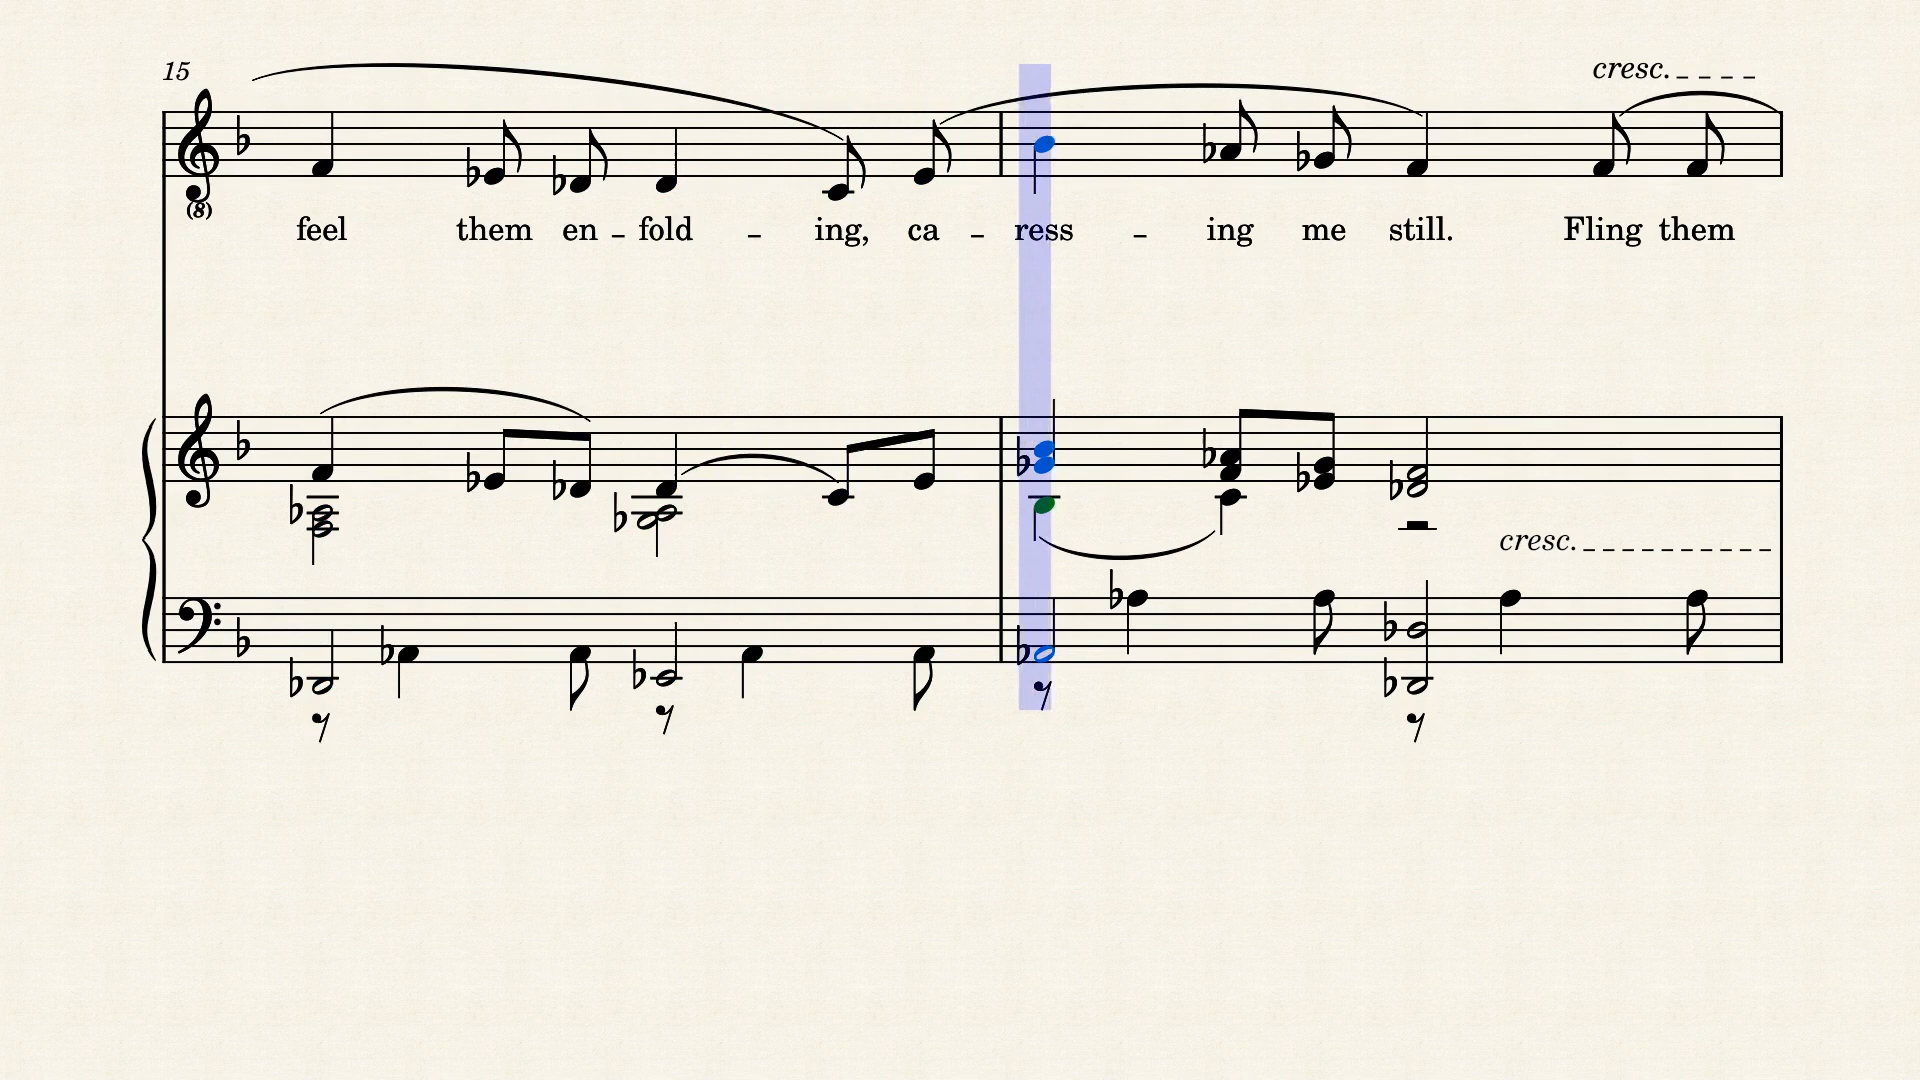 15
cresc.
(8)
feel them en - fold - ing, ca - ress - ing me still. Fling them
cresc.